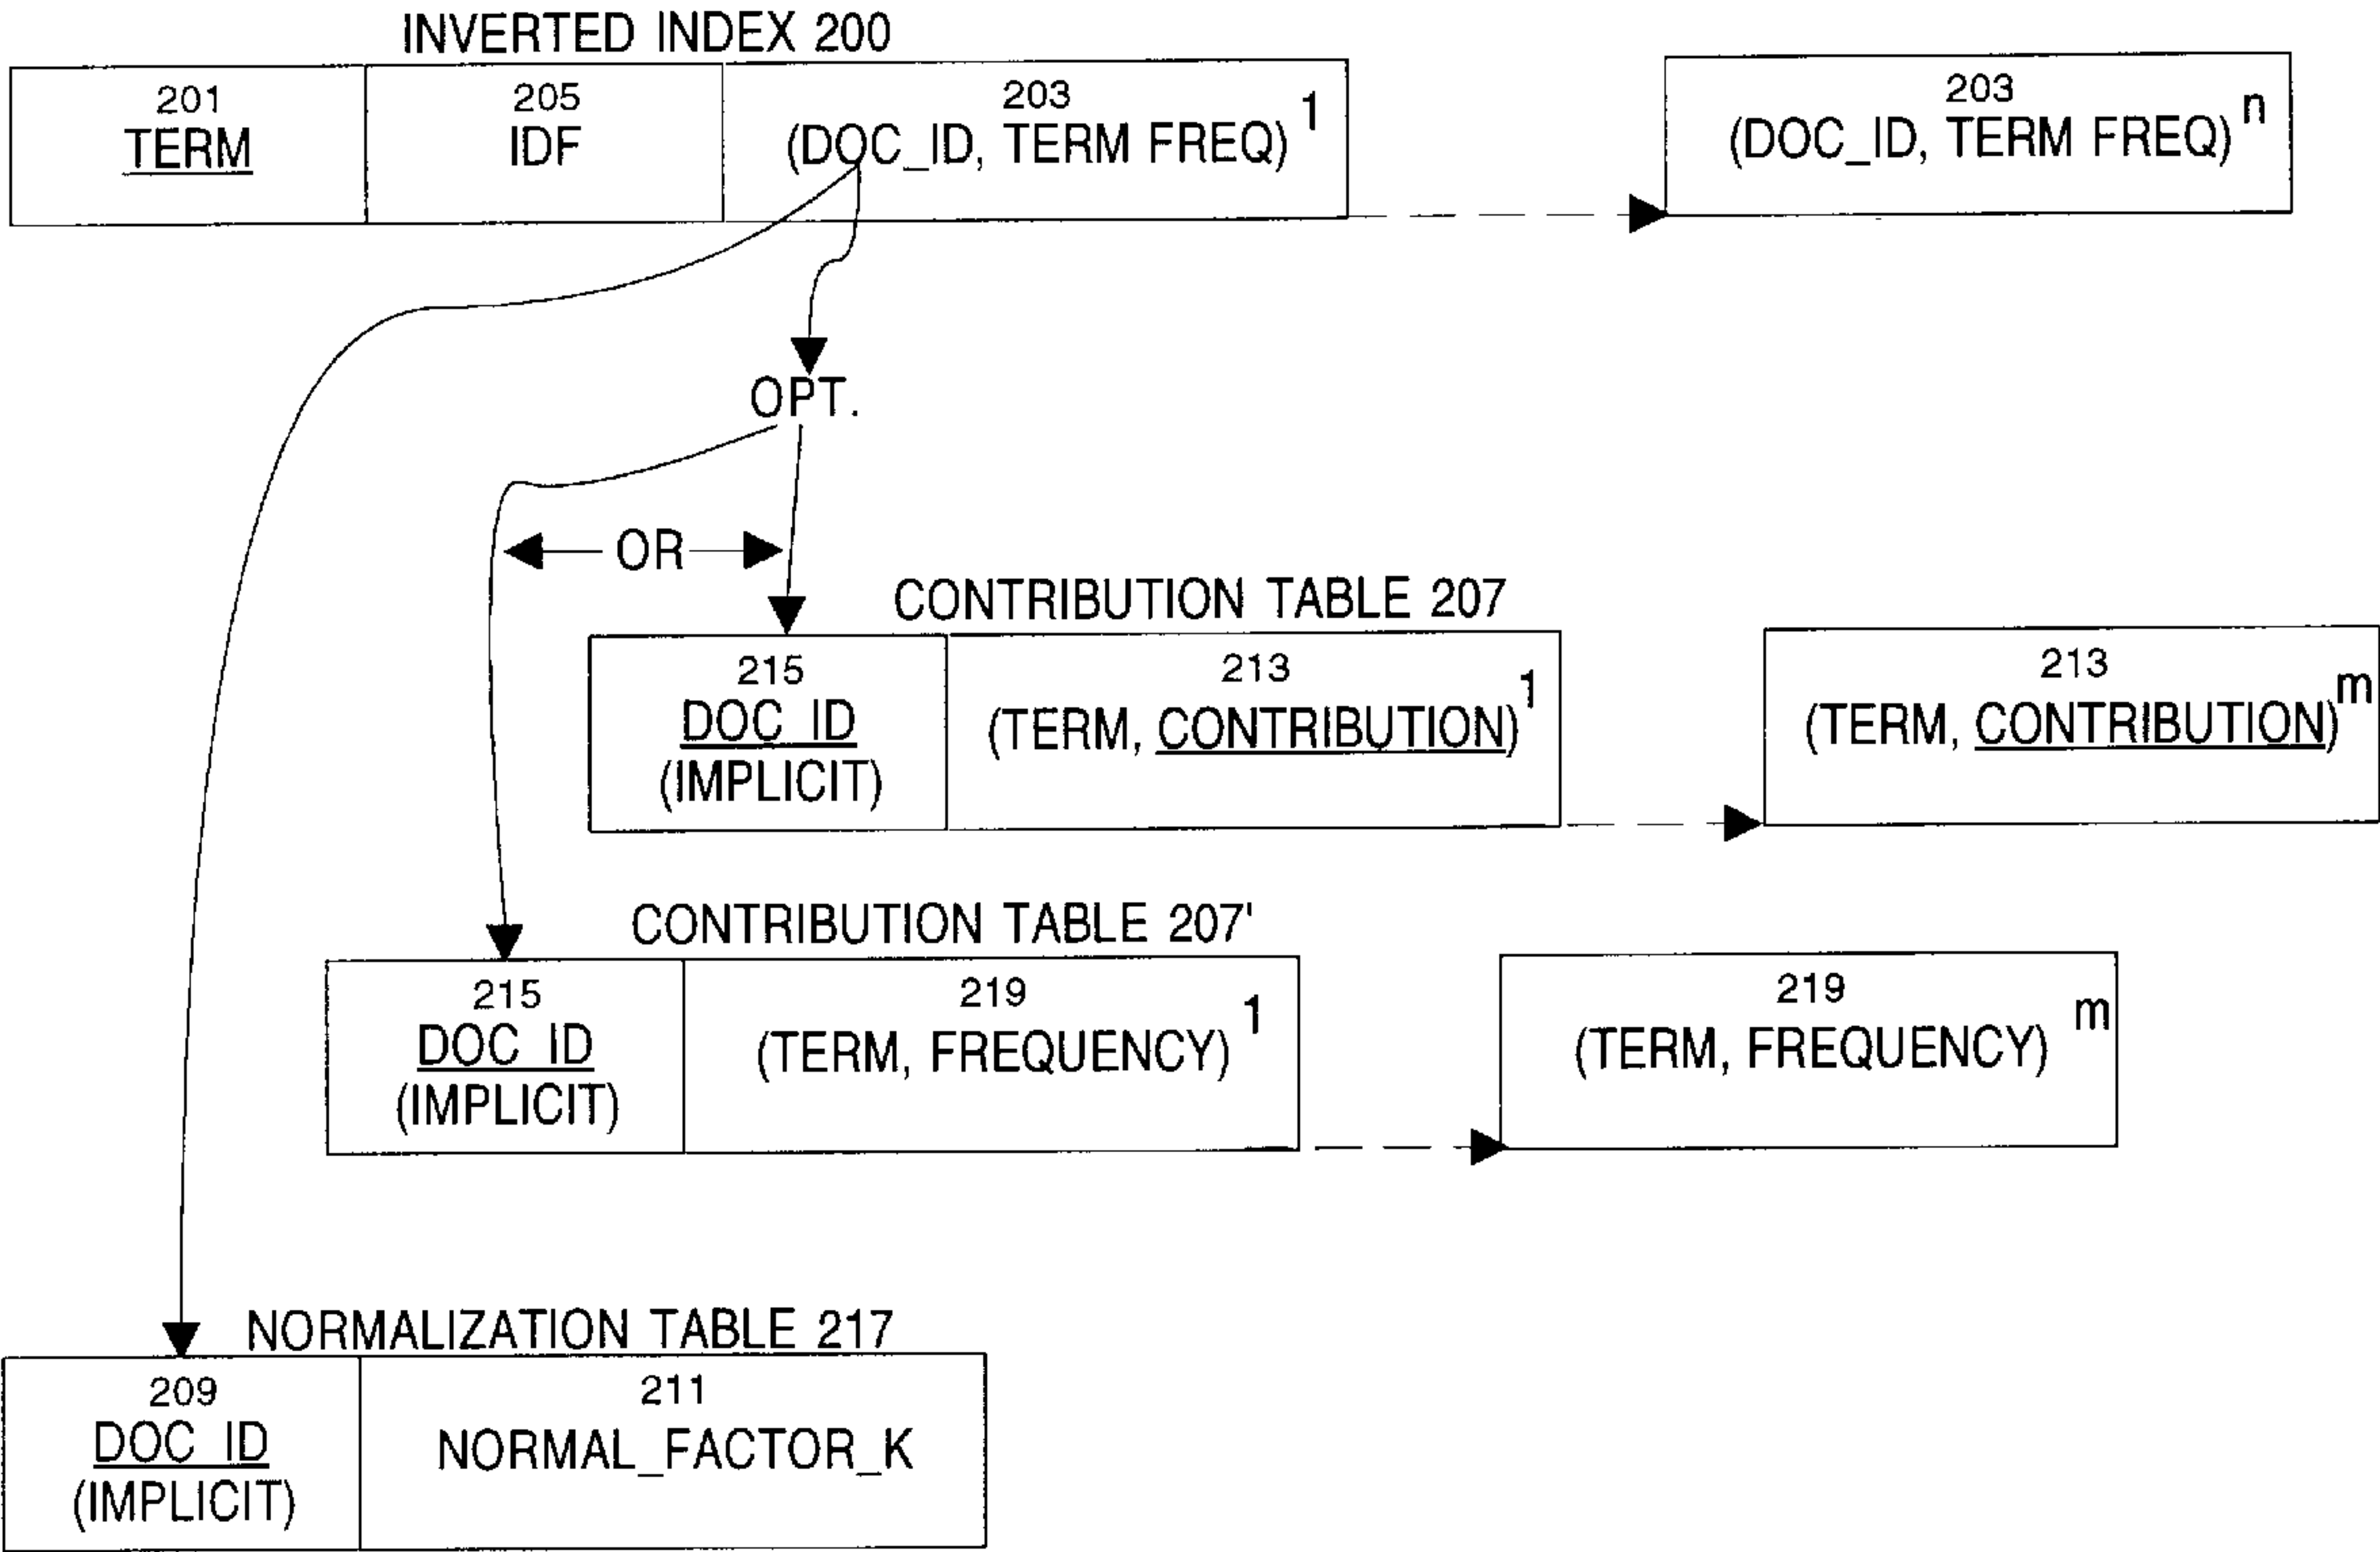 INVERTED INDEX 200
201
TERM
205
IDF
203
(DOC_ID, TERM FREQ) 1
203
(DOC_ID, TERM FREQ) n
OPT.
OR
CONTRIBUTION TABLE 207
215
DOC_ID
(IMPLICIT)
213
(TERM, CONTRIBUTION) 1
213
(TERM, CONTRIBUTION) m
CONTRIBUTION TABLE 207'
215
DOC_ID
(IMPLICIT)
219
(TERM, FREQUENCY) 1
219
(TERM, FREQUENCY) m
NORMALIZATION TABLE 217
209
DOC_ID
(IMPLICIT)
211
NORMAL_FACTOR_K